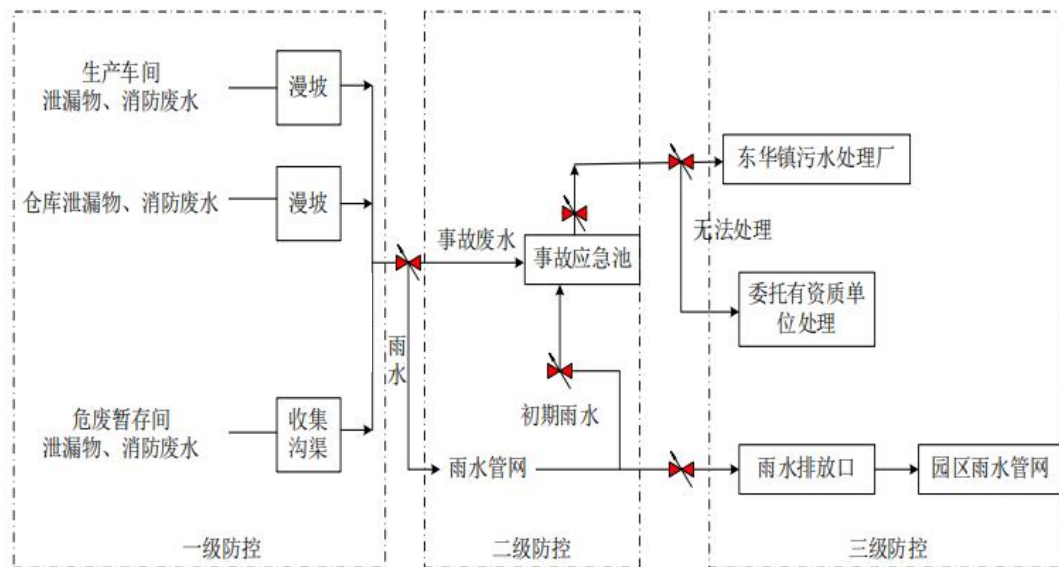 生产车间
泄漏物、消防废水
漫坡
仓库泄漏物、消防废水
漫坡
危废暂存间
泄漏物、消防废水
收集
沟渠
一级防控
事故废水
雨
水
事故应急池
初期雨水
雨水管网
二级防控
东华镇污水处理厂
无法处理
委托有资质单
位处理
雨水排放口
园区雨水管网
三级防控